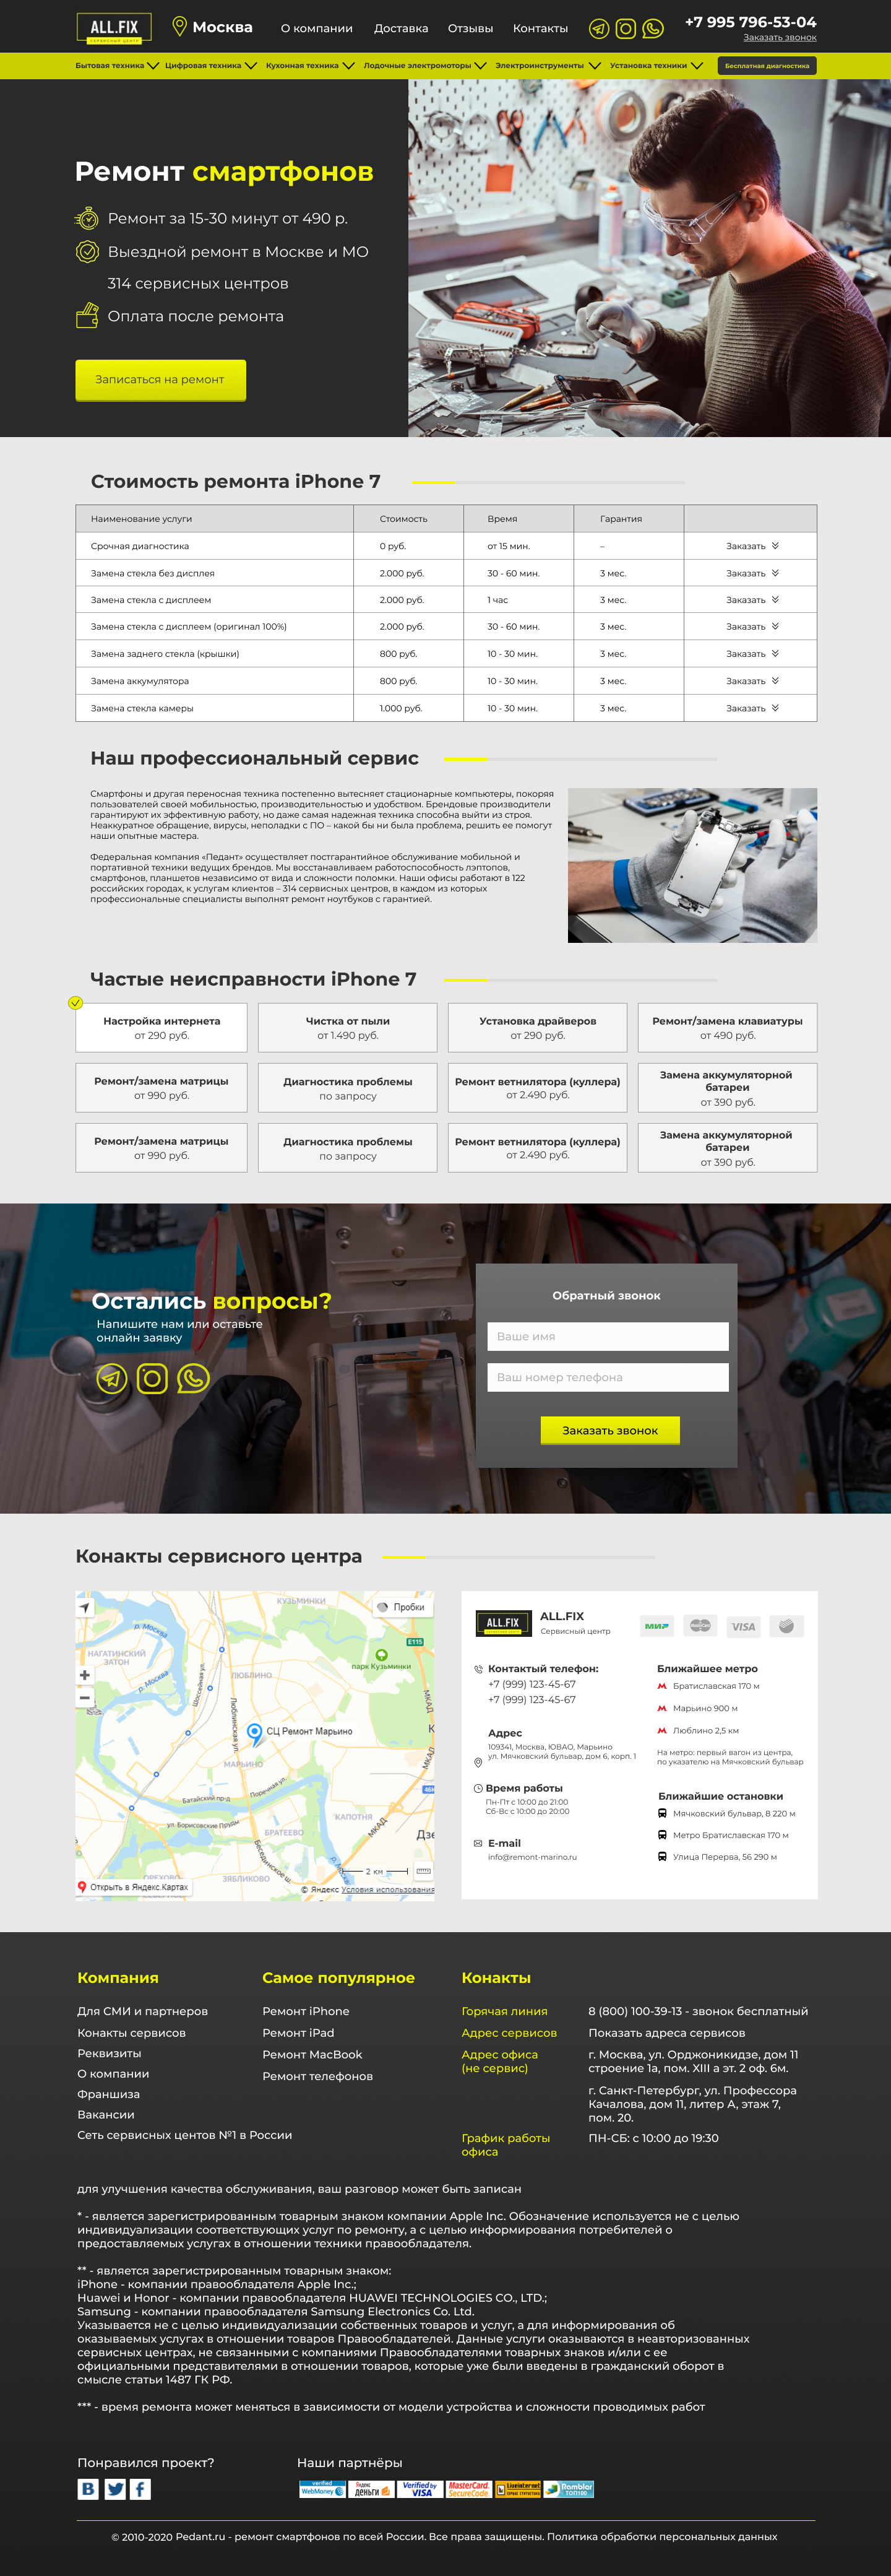 ALL.FIX
СЕРВИСНЫЙ ЦЕНТР
Москва
О компании
Доставка
Отзывы
Контакты
+7 995 796-53-04
Заказать звонок
Бытовая техника
Цифровая техника
Кухонная техника
Лодочные электромоторы
Электроинструменты
Установка техники
Бесплатная диагностика
Ремонт смартфонов
Ремонт за 15-30 минут от 490 р.
Выездной ремонт в Москве и МО
314 сервисных центров
Оплата после ремонта
Записаться на ремонт
Стоимость ремонта iPhone 7
Наименование услуги Стоимость Время Гарантия
Срочная диагностика 0 руб. от 15 мин. – Заказать
Замена стекла без дисплея 2.000 руб. 30 - 60 мин. 3 мес. Заказать
Замена стекла с дисплеем 2.000 руб. 1 час 3 мес. Заказать
Замена стекла с дисплеем (оригинал 100%) 2.000 руб. 30 - 60 мин. 3 мес. Заказать
Замена заднего стекла (крышки) 800 руб. 10 - 30 мин. 3 мес. Заказать
Замена аккумулятора 800 руб. 10 - 30 мин. 3 мес. Заказать
Замена стекла камеры 1.000 руб. 10 - 30 мин. 3 мес. Заказать
Наш профессиональный сервис
Смартфоны и другая переносная техника постепенно вытесняет стационарные компьютеры, покоряя
пользователей своей мобильностью, производительностью и удобством. Брендовые производители
гарантируют их эффективную работу, но даже самая надежная техника способна выйти из строя.
Неаккуратное обращение, вирусы, неполадки с ПО – какой бы ни была проблема, решить ее помогут
наши опытные мастера.
Федеральная компания «Педант» осуществляет постгарантийное обслуживание мобильной и
портативной техники ведущих брендов. Мы восстанавливаем работоспособность лэптопов,
смартфонов, планшетов независимо от вида и сложности поломки. Наши офисы работают в 122
российских городах, к услугам клиентов – 314 сервисных центров, в каждом из которых
профессиональные специалисты выполнят ремонт ноутбуков с гарантией.
Частые неисправности iPhone 7
Настройка интернета
от 290 руб.
Чистка от пыли
от 1.490 руб.
Установка драйверов
от 290 руб.
Ремонт/замена клавиатуры
от 490 руб.
Ремонт/замена матрицы
от 990 руб.
Диагностика проблемы
по запросу
Ремонт ветнилятора (куллера)
от 2.490 руб.
Замена аккумуляторной
батареи
от 390 руб.
Ремонт/замена матрицы
от 990 руб.
Диагностика проблемы
по запросу
Ремонт ветнилятора (куллера)
от 2.490 руб.
Замена аккумуляторной
батареи
от 390 руб.
Остались вопросы?
Напишите нам или оставьте
онлайн заявку
Обратный звонок
Ваше имя
Ваш номер телефона
Заказать звонок
Конакты сервисного центра
Пробки
КУЗЬМИНКИ
р. Москва
НАГАТИНСКИЙ
ЗАТОН
E115
парк Кузьминки
ЛЮБЛИНО
Шоссейная ул.
р. Москва
Люблинская ул.
МКАД
СЦ Ремонт Марьино
МКАД
МАРЬИНО
Батайский пр-д
Поречная ул.
ул. Борисовские Пруды
КАПОТНЯ
БРАТЕЕВО
МКАД
Дзе
Бесединское ш.
р. Москва
ОРЕХОВО
ЗЯБЛИКОВО
2 км
Открыть в Яндекс.Картах
© Яндекс Условия использования
ALL.FIX
ALL.FIX
Сервисный центр
МИР
MasterCard
VISA
Контактый телефон:
+7 (999) 123-45-67
+7 (999) 123-45-67
Адрес
109341, Москва, ЮВАО, Марьино
ул. Мячковский бульвар, дом 6, корп. 1
Время работы
Пн-Пт с 10:00 до 21:00
Сб-Вс с 10:00 до 20:00
E-mail
info@remont-marino.ru
Ближайшее метро
Братиславская 170 м
Марьино 900 м
Люблино 2,5 км
На метро: первый вагон из центра,
по указателю на Мячковский бульвар
Ближайшие остановки
Мячковский бульвар, 8 220 м
Метро Братиславская 170 м
Улица Перерва, 56 290 м
Компания
Для СМИ и партнеров
Конакты сервисов
Реквизиты
О компании
Франшиза
Вакансии
Сеть сервисных центов №1 в России
Самое популярное
Ремонт iPhone
Ремонт iPad
Ремонт MacBook
Ремонт телефонов
Конакты
Горячая линия
8 (800) 100-39-13 - звонок бесплатный
Адрес сервисов
Показать адреса сервисов
Адрес офиса
(не сервис)
г. Москва, ул. Орджоникидзе, дом 11
строение 1а, пом. XIII а эт. 2 оф. 6м.
г. Санкт-Петербург, ул. Профессора
Качалова, дом 11, литер А, этаж 7,
пом. 20.
График работы
офиса
ПН-СБ: с 10:00 до 19:30
для улучшения качества обслуживания, ваш разговор может быть записан
* - является зарегистрированным товарным знаком компании Apple Inc. Обозначение используется не с целью
индивидуализации соответствующих услуг по ремонту, а с целью информирования потребителей о
предоставляемых услугах в отношении техники правообладателя.
** - является зарегистрированным товарным знаком:
iPhone - компании правообладателя Apple Inc.;
Huawei и Honor - компании правообладателя HUAWEI TECHNOLOGIES CO., LTD.;
Samsung - компании правообладателя Samsung Electronics Co. Ltd.
Указывается не с целью индивидуализации собственных товаров и услуг, а для информирования об
оказываемых услугах в отношении товаров Правообладателей. Данные услуги оказываются в неавторизованных
сервисных центрах, не связанными с компаниями Правообладателями товарных знаков и/или с ее
официальными представителями в отношении товаров, которые уже были введены в гражданский оборот в
смысле статьи 1487 ГК РФ.
*** - время ремонта может меняться в зависимости от модели устройства и сложности проводимых работ
Понравился проект?
Наши партнёры
verified
WebMoney
Яндекс
деньги
Verified by
VISA
MasterCard.
SecureCode.
Liveinternet
Rambler
ТОП100
© 2010-2020 Pedant.ru - ремонт смартфонов по всей России. Все права защищены. Политика обработки персональных данных